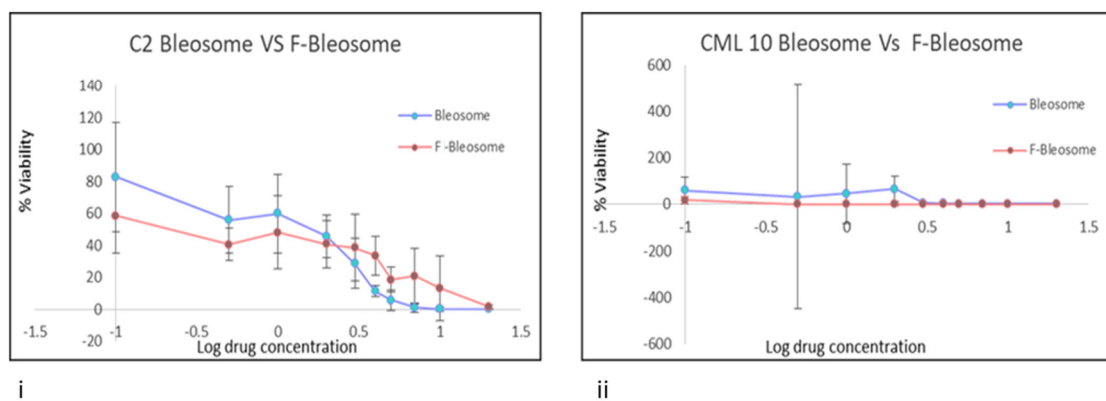 C2 Bleosome VS F-Bleosome
140
120
100
80
60
40
20
0
-20
% Viability
Bleosome
F -Bleosome
-1.5
-1
-0.5
0
0.5
1
1.5
Log drug concentration
i
CML 10 Bleosome Vs F-Bleosome
600
400
200
0
-200
-400
-600
% Viability
Bleosome
F-Bleosome
-1.5
-1
-0.5
0
0.5
1
1.5
Log drug concentration
ii